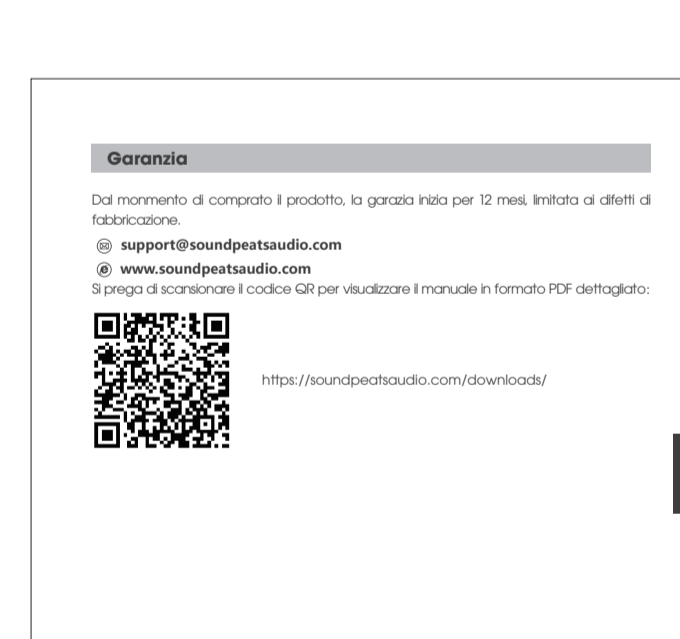 Garanzia
Dal monmento di comprato il prodotto, la garazia inizia per 12 mesi, limitata ai difetti di
fabbricazione.
support@soundpeatsaudio.com
www.soundpeatsaudio.com
Si prega di scansionare il codice QR per visualizzare il manuale in formato PDF dettagliato:
https://soundpeatsaudio.com/downloads/